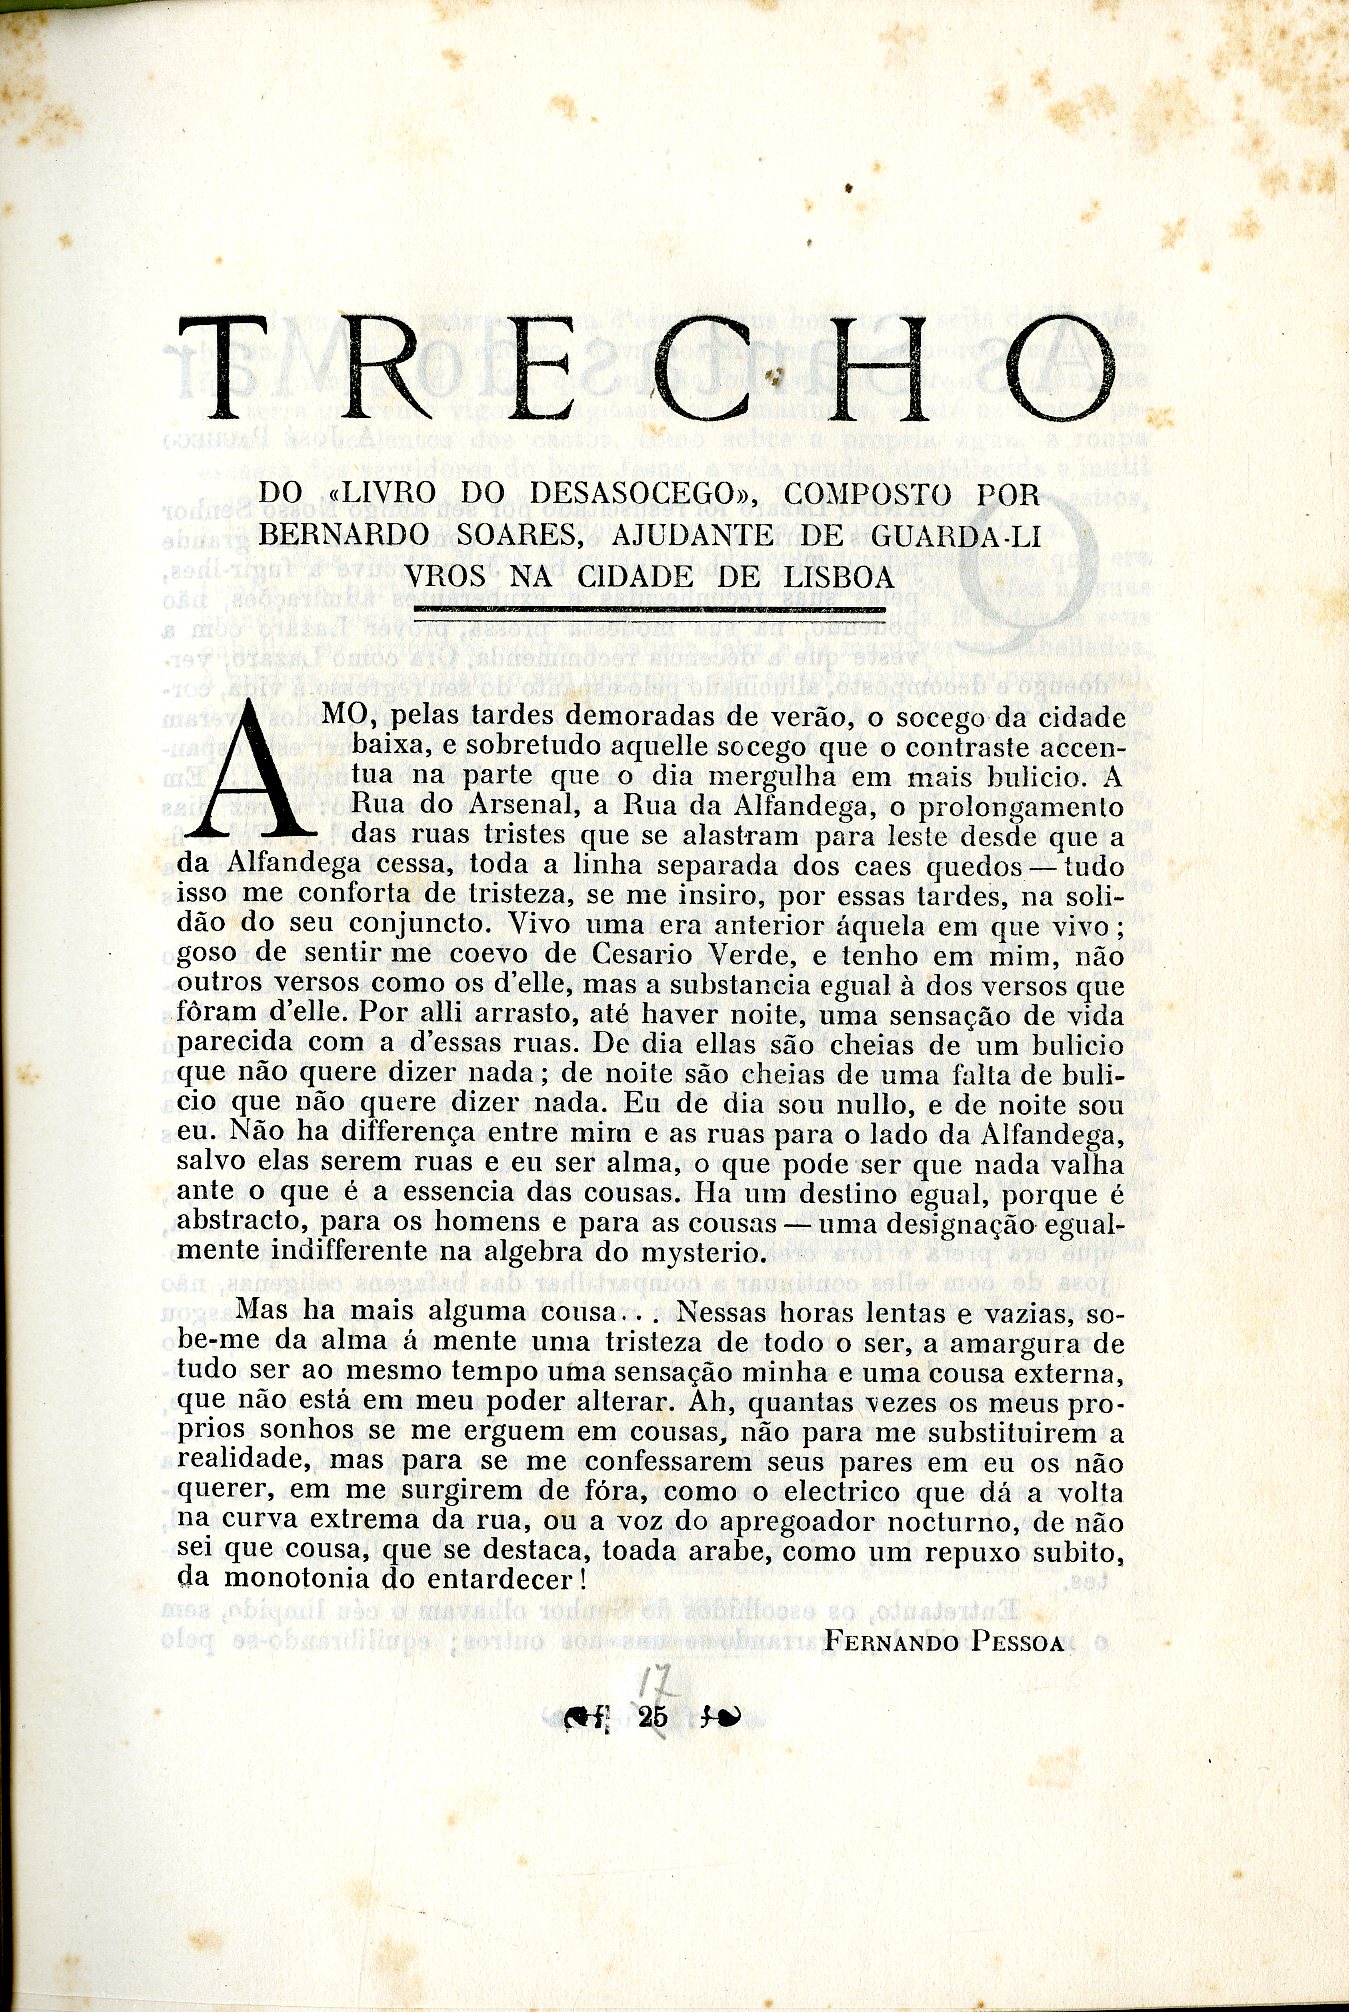 TRECHO
DO «LIVRO DO DESASOCEGO», COMPOSTO POR
BERNARDO SOARES, AJUDANTE DE GUARDA-LI
VROS NA CIDADE DE LISBOA
AMO, pelas tardes demoradas de verão, o socego da cidade
baixa, e sobretudo aquelle socego que o contraste accen-
tua na parte que o dia mergulha em mais bulicio. A
Rua do Arsenal, a Rua da Alfandega, o prolongamento
das ruas tristes que se alastram para leste desde que a
da Alfandega cessa, toda a linha separada dos caes quedos — tudo
isso me conforta de tristeza, se me insiro, por essas tardes, na soli-
dão do seu conjuncto. Vivo uma era anterior áquela em que vivo;
goso de sentir me coevo de Cesario Verde, e tenho em mim, não
outros versos como os d'elle, mas a substancia egual à dos versos que
fôram d'elle. Por alli arrasto, até haver noite, uma sensação de vida
parecida com a d'essas ruas. De dia ellas são cheias de um bulicio
que não quere dizer nada; de noite são cheias de uma falta de buli-
cio que não quere dizer nada. Eu de dia sou nullo, e de noite sou
eu. Não ha differença entre mim e as ruas para o lado da Alfandega,
salvo elas serem ruas e eu ser alma, o que pode ser que nada valha
ante o que é a essencia das cousas. Ha um destino egual, porque é
abstracto, para os homens e para as cousas — uma designação egual-
mente indifferente na algebra do mysterio.
Mas ha mais alguma cousa... Nessas horas lentas e vazias, so-
be-me da alma á mente uma tristeza de todo o ser, a amargura de
tudo ser ao mesmo tempo uma sensação minha e uma cousa externa,
que não está em meu poder alterar. Ah, quantas vezes os meus pro-
prios sonhos se me erguem em cousas, não para me substituirem a
realidade, mas para se me confessarem seus pares em eu os não
querer, em me surgirem de fóra, como o electrico que dá a volta
na curva extrema da rua, ou a voz do apregoador nocturno, de não
sei que cousa, que se destaca, toada arabe, como um repuxo subito,
da monotonia do entardecer!
FERNANDO PESSOA
17
25